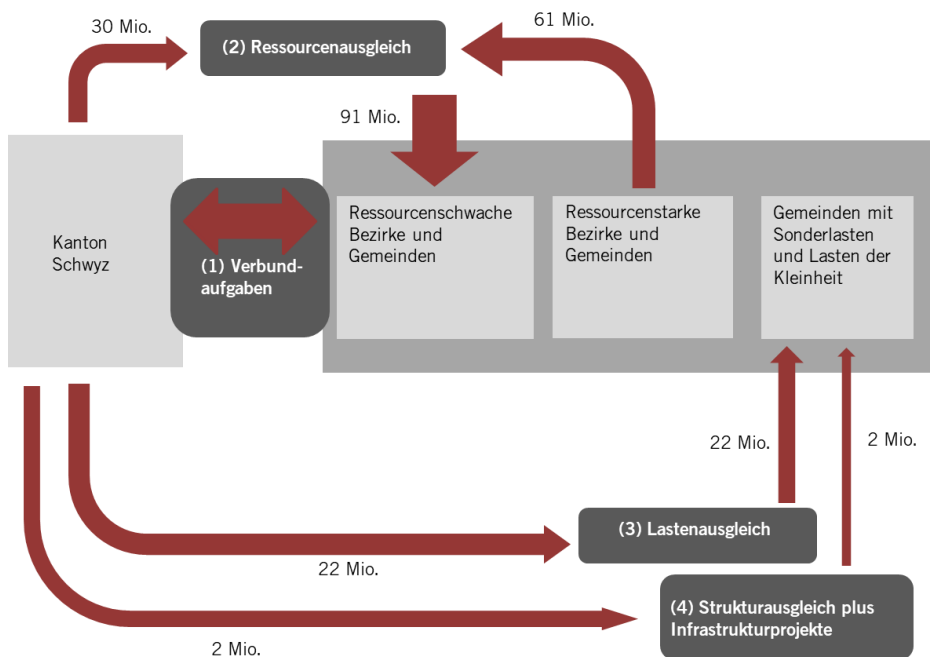 30 Mio.
61 Mio.
(2) Ressourcenausgleich
91 Mio.
Kanton
Schwyz
(1) Verbund-
aufgaben
Ressourcenschwache
Bezirke und
Gemeinden
Ressourcenstarke
Bezirke und
Gemeinden
Gemeinden mit
Sonderlasten
und Lasten der
Kleinheit
22 Mio.
2 Mio.
(3) Lastenausgleich
22 Mio.
(4) Strukturausgleich plus
Infrastrukturprojekte
2 Mio.